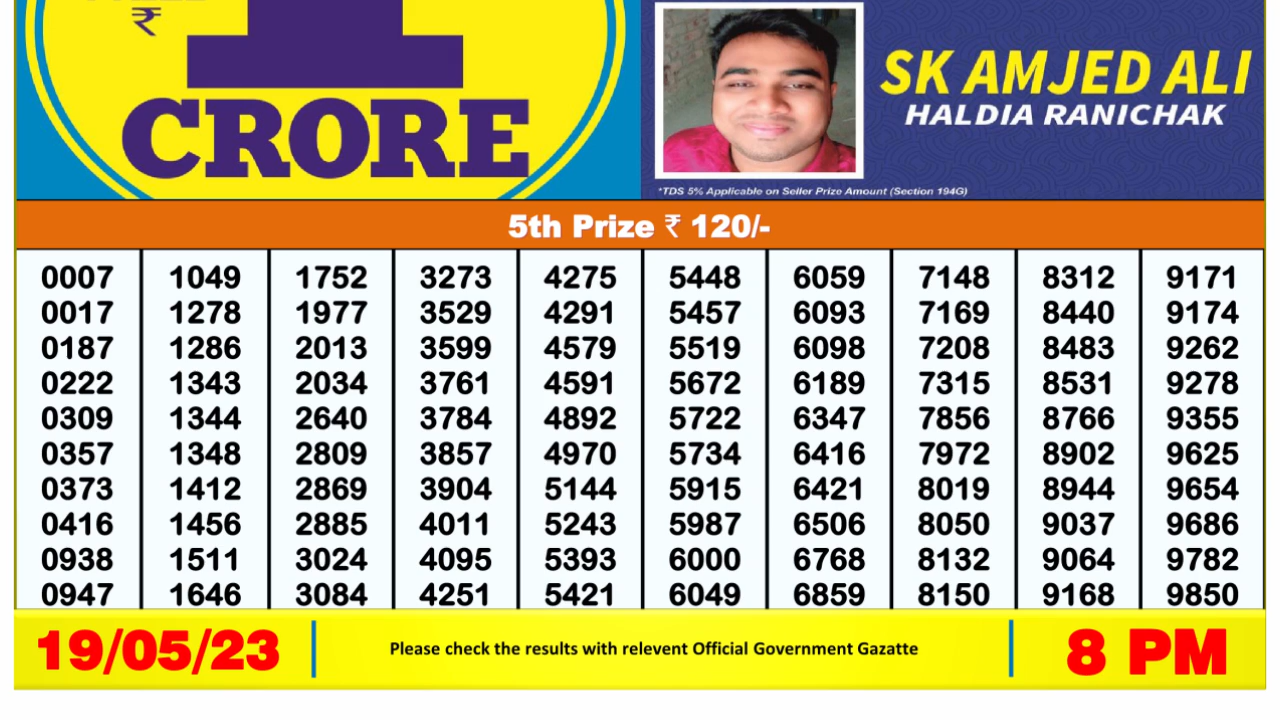 ₹
1
CRORE
SK AMJED ALI
HALDIA RANICHAK
*TDS 5% Applicable on Seller Prize Amount (Section 194G)
5th Prize ₹ 120/-
0007 1049 1752 3273 4275 5448 6059 7148 8312 9171
0017 1278 1977 3529 4291 5457 6093 7169 8440 9174
0187 1286 2013 3599 4579 5519 6098 7208 8483 9262
0222 1343 2034 3761 4591 5672 6189 7315 8531 9278
0309 1344 2640 3784 4892 5722 6347 7856 8766 9355
0357 1348 2809 3857 4970 5734 6416 7972 8902 9625
0373 1412 2869 3904 5144 5915 6421 8019 8944 9654
0416 1456 2885 4011 5243 5987 6506 8050 9037 9686
0938 1511 3024 4095 5393 6000 6768 8132 9064 9782
0947 1646 3084 4251 5421 6049 6859 8150 9168 9850
19/05/23
Please check the results with relevent Official Government Gazatte
8 PM